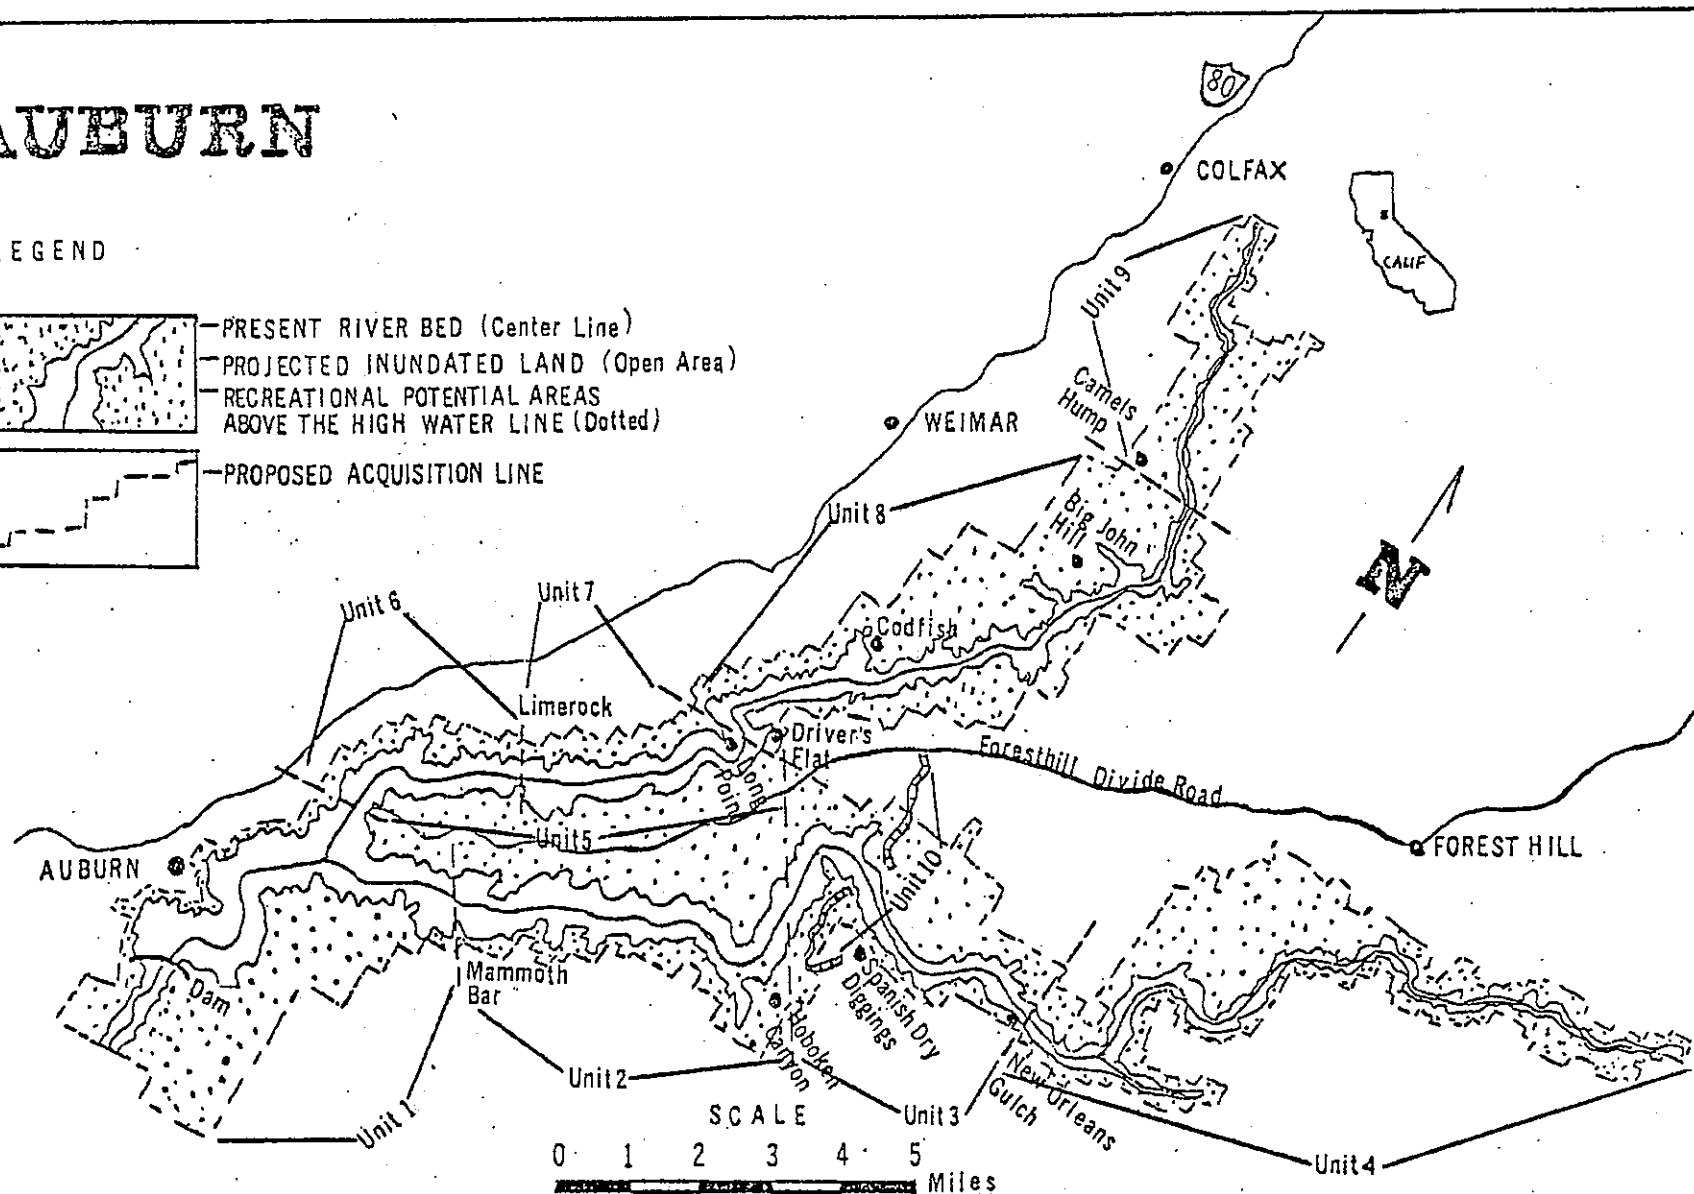 AUBURN
LEGEND
PRESENT RIVER BED (Center Line)
PROJECTED INUNDATED LAND (Open Area)
RECREATIONAL POTENTIAL AREAS
ABOVE THE HIGH WATER LINE (Dotted)
PROPOSED ACQUISITION LINE
80
COLFAX
CALIF
Unit 9
Camels
Hump
WEIMAR
Unit 8
Big John
Hill
N
Unit 6
Unit 7
Codfish
Limerock
Driver's
Flat
Long
Point
Foresthill Divide Road
Unit 5
AUBURN
FOREST HILL
Unit 10
Dam
Mammoth
Bar
Spanish Dry
Diggings
Hoboken
Canyon
New Orleans
Gulch
Unit 1
Unit 2
Unit 3
Unit 4
SCALE
0 1 2 3 4 5
Miles